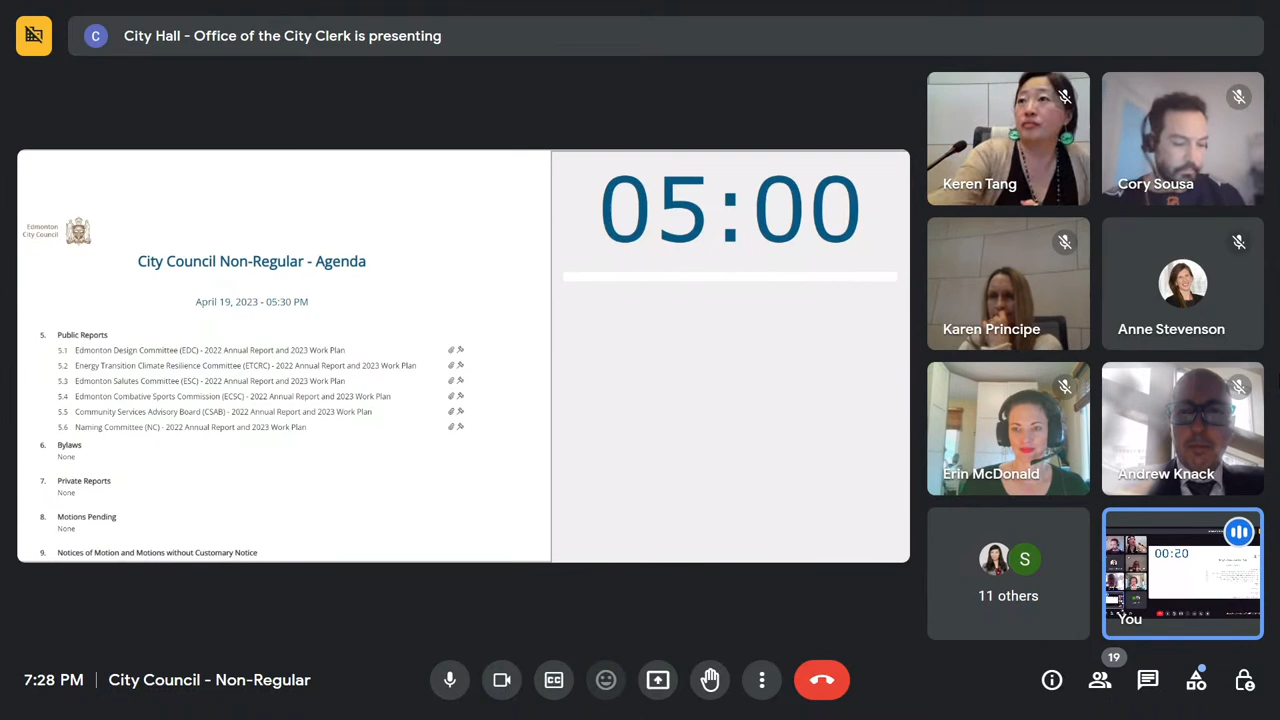 C City Hall - Office of the City Clerk is presenting
Edmonton
City Council
City Council Non-Regular - Agenda
April 19, 2023 - 05:30 PM
5. Public Reports
5.1 Edmonton Design Committee (EDC) - 2022 Annual Report and 2023 Work Plan
5.2 Energy Transition Climate Resilience Committee (ETCRC) - 2022 Annual Report and 2023 Work Plan
5.3 Edmonton Salutes Committee (ESC) - 2022 Annual Report and 2023 Work Plan
5.4 Edmonton Combative Sports Commission (ECSC) - 2022 Annual Report and 2023 Work Plan
5.5 Community Services Advisory Board (CSAB) - 2022 Annual Report and 2023 Work Plan
5.6 Naming Committee (NC) - 2022 Annual Report and 2023 Work Plan
6. Bylaws
None
7. Private Reports
None
8. Motions Pending
None
9. Notices of Motion and Motions without Customary Notice
05:00
Keren Tang
Cory Sousa
Karen Principe
Anne Stevenson
Erin McDonald
Andrew Knack
S
11 others
You
19
7:28 PM | City Council - Non-Regular
CC